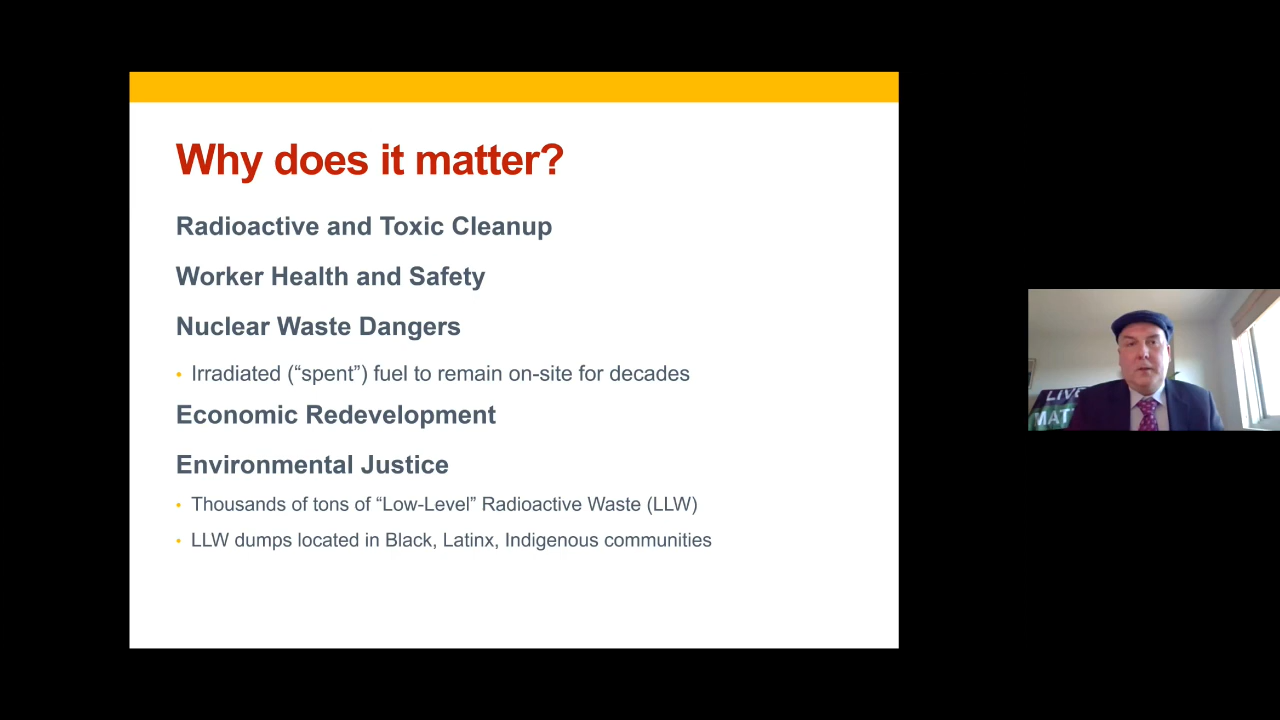 Why does it matter?
Radioactive and Toxic Cleanup
Worker Health and Safety
Nuclear Waste Dangers
• Irradiated (“spent”) fuel to remain on-site for decades
Economic Redevelopment
Environmental Justice
• Thousands of tons of “Low-Level” Radioactive Waste (LLW)
• LLW dumps located in Black, Latinx, Indigenous communities